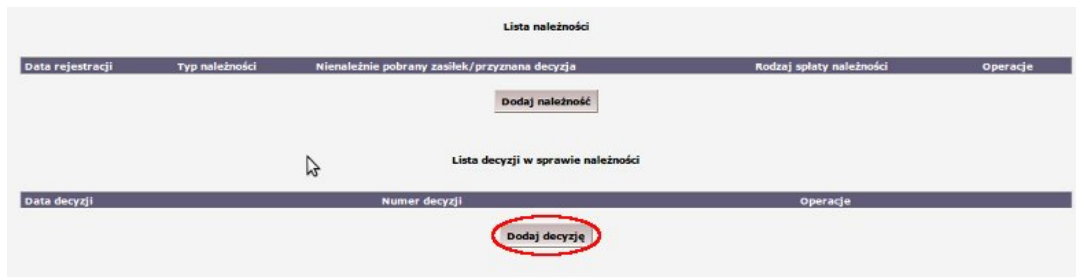 Lista należności
Data rejestracji Typ należności Nienależnie pobrany zasiłek/przyznana decyzja Rodzaj spłaty należności Operacje
Dodaj należność
Lista decyzji w sprawie należności
Data decyzji Numer decyzji Operacje
Dodaj decyzję